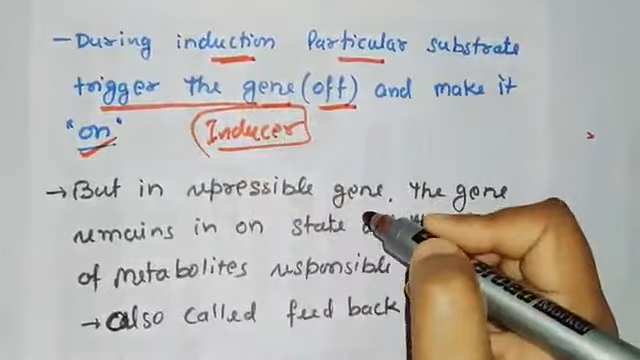 - During induction Particular substrate
trigger the gene (off) and make it
"on" Inducer
→ But in repressible gene. The gene
remains in on state
of metabolites responsible
→ also called feed back